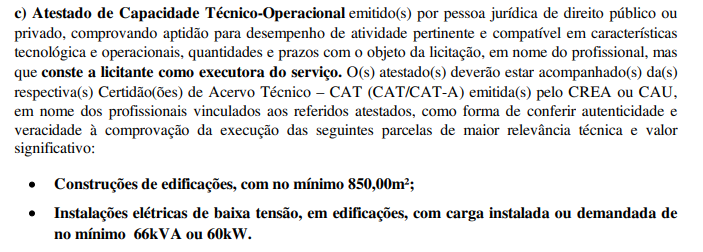 c) Atestado de Capacidade Técnico-Operacional emitido(s) por pessoa jurídica de direito público ou
privado, comprovando aptidão para desempenho de atividade pertinente e compatível em características
tecnológica e operacionais, quantidades e prazos com o objeto da licitação, em nome do profissional, mas
que conste a licitante como executora do serviço. O(s) atestado(s) deverão estar acompanhado(s) da(s)
respectiva(s) Certidão(ões) de Acervo Técnico – CAT (CAT/CAT-A) emitida(s) pelo CREA ou CAU,
em nome dos profissionais vinculados aos referidos atestados, como forma de conferir autenticidade e
veracidade à comprovação da execução das seguintes parcelas de maior relevância técnica e valor
significativo:
• Construções de edificações, com no mínimo 850,00m²;
• Instalações elétricas de baixa tensão, em edificações, com carga instalada ou demandada de
no mínimo 66kVA ou 60kW.